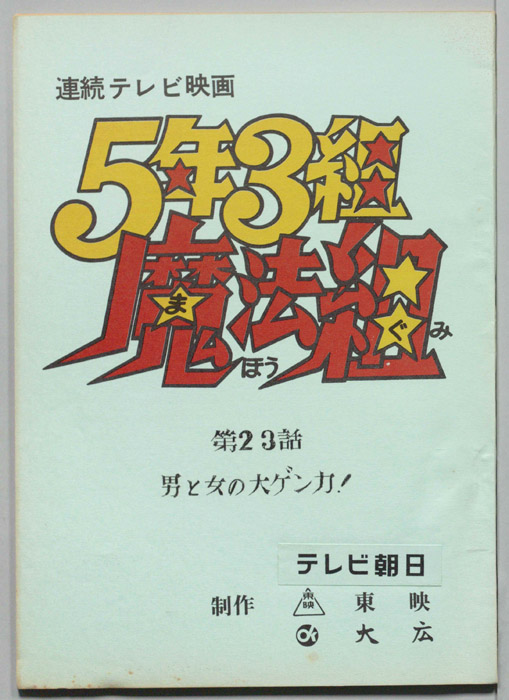 連続テレビ映画
5年3組
魔法組
まほうぐみ
第23話
男と女の大ゲンカ!
テレビ朝日
制作 東映 東映
大広